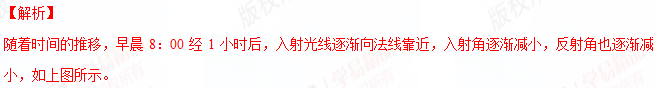 【解析】
随着时间的推移，早晨 8：00 经 1 小时后，入射光线逐渐向法线靠近，入射角逐渐减小，反射角也逐渐减
小，如上图所示。